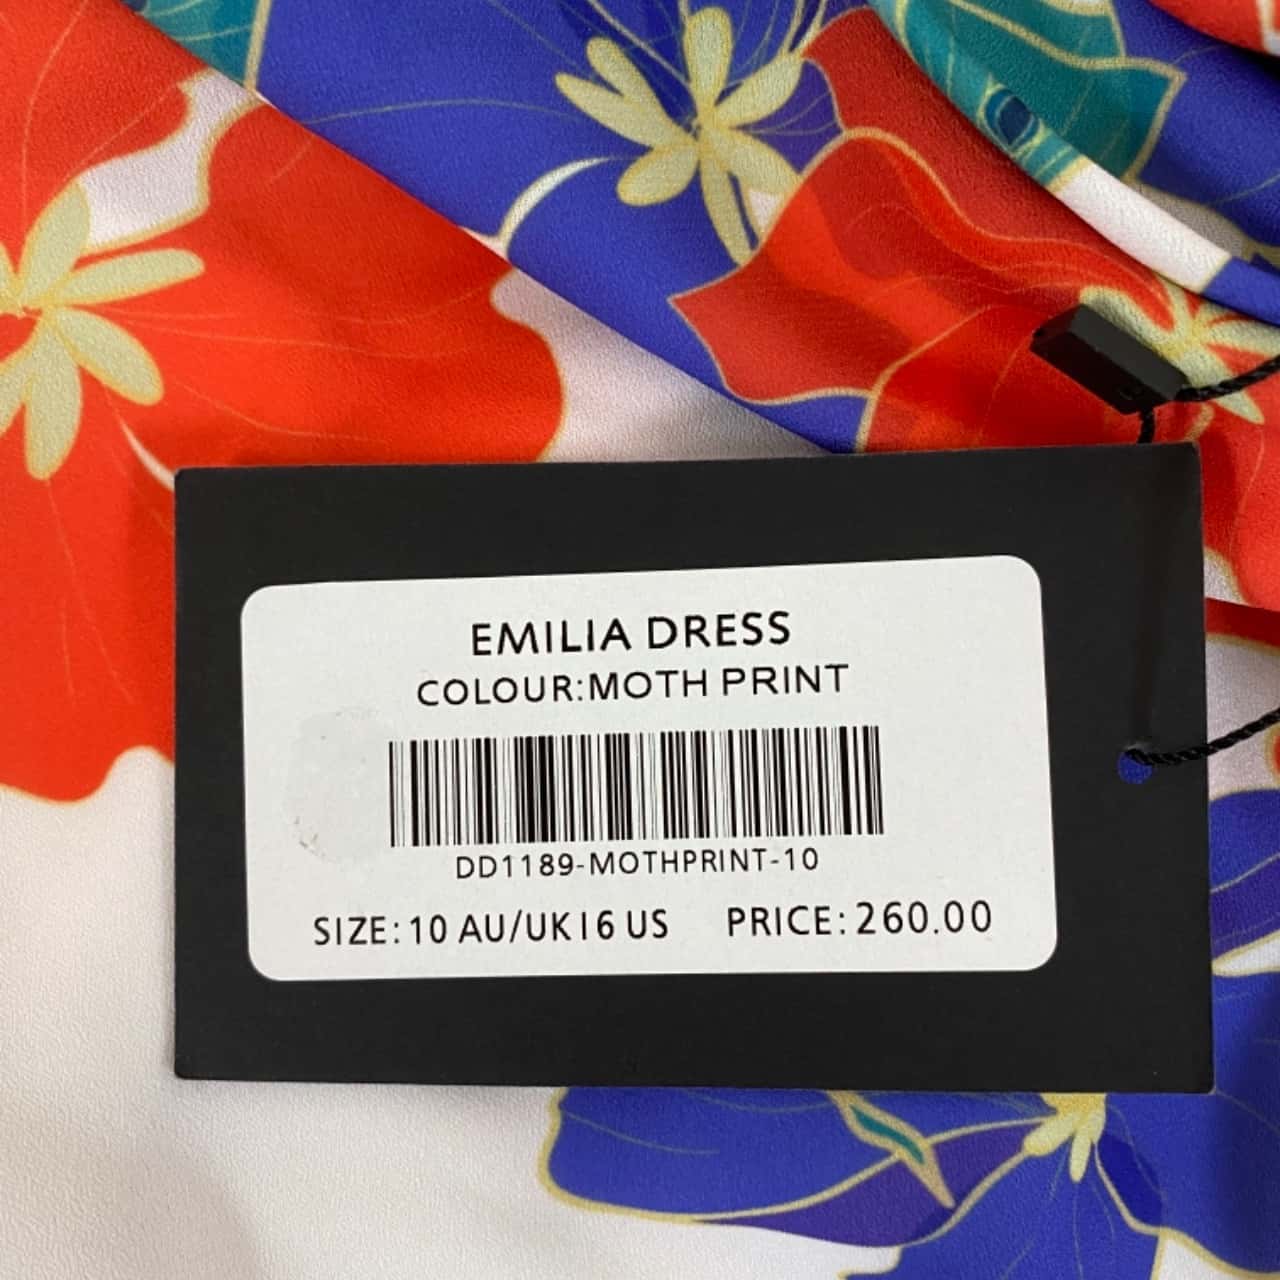 EMILIA DRESS
COLOUR:MOTH PRINT
DD1189-MOTHPRINT-10
SIZE:10 AU/UK|6 US PRICE:260.00